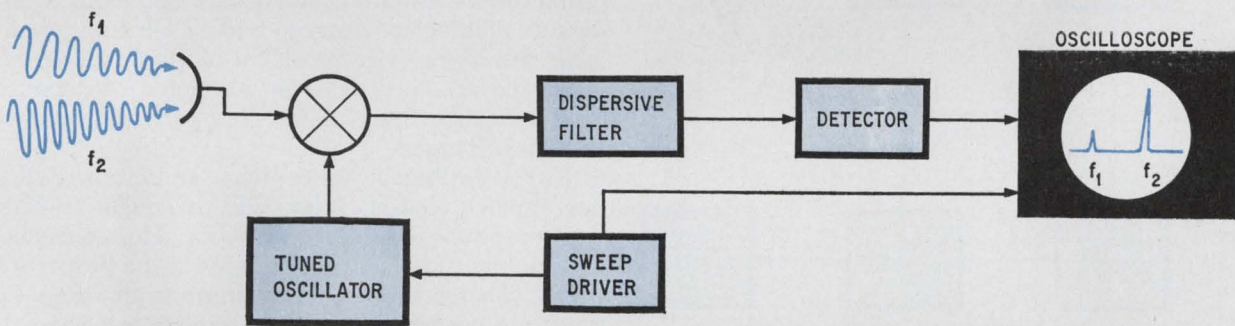 f₁
f₂
DISPERSIVE
FILTER
DETECTOR
OSCILLOSCOPE
f₁ f₂
TUNED
OSCILLATOR
SWEEP
DRIVER